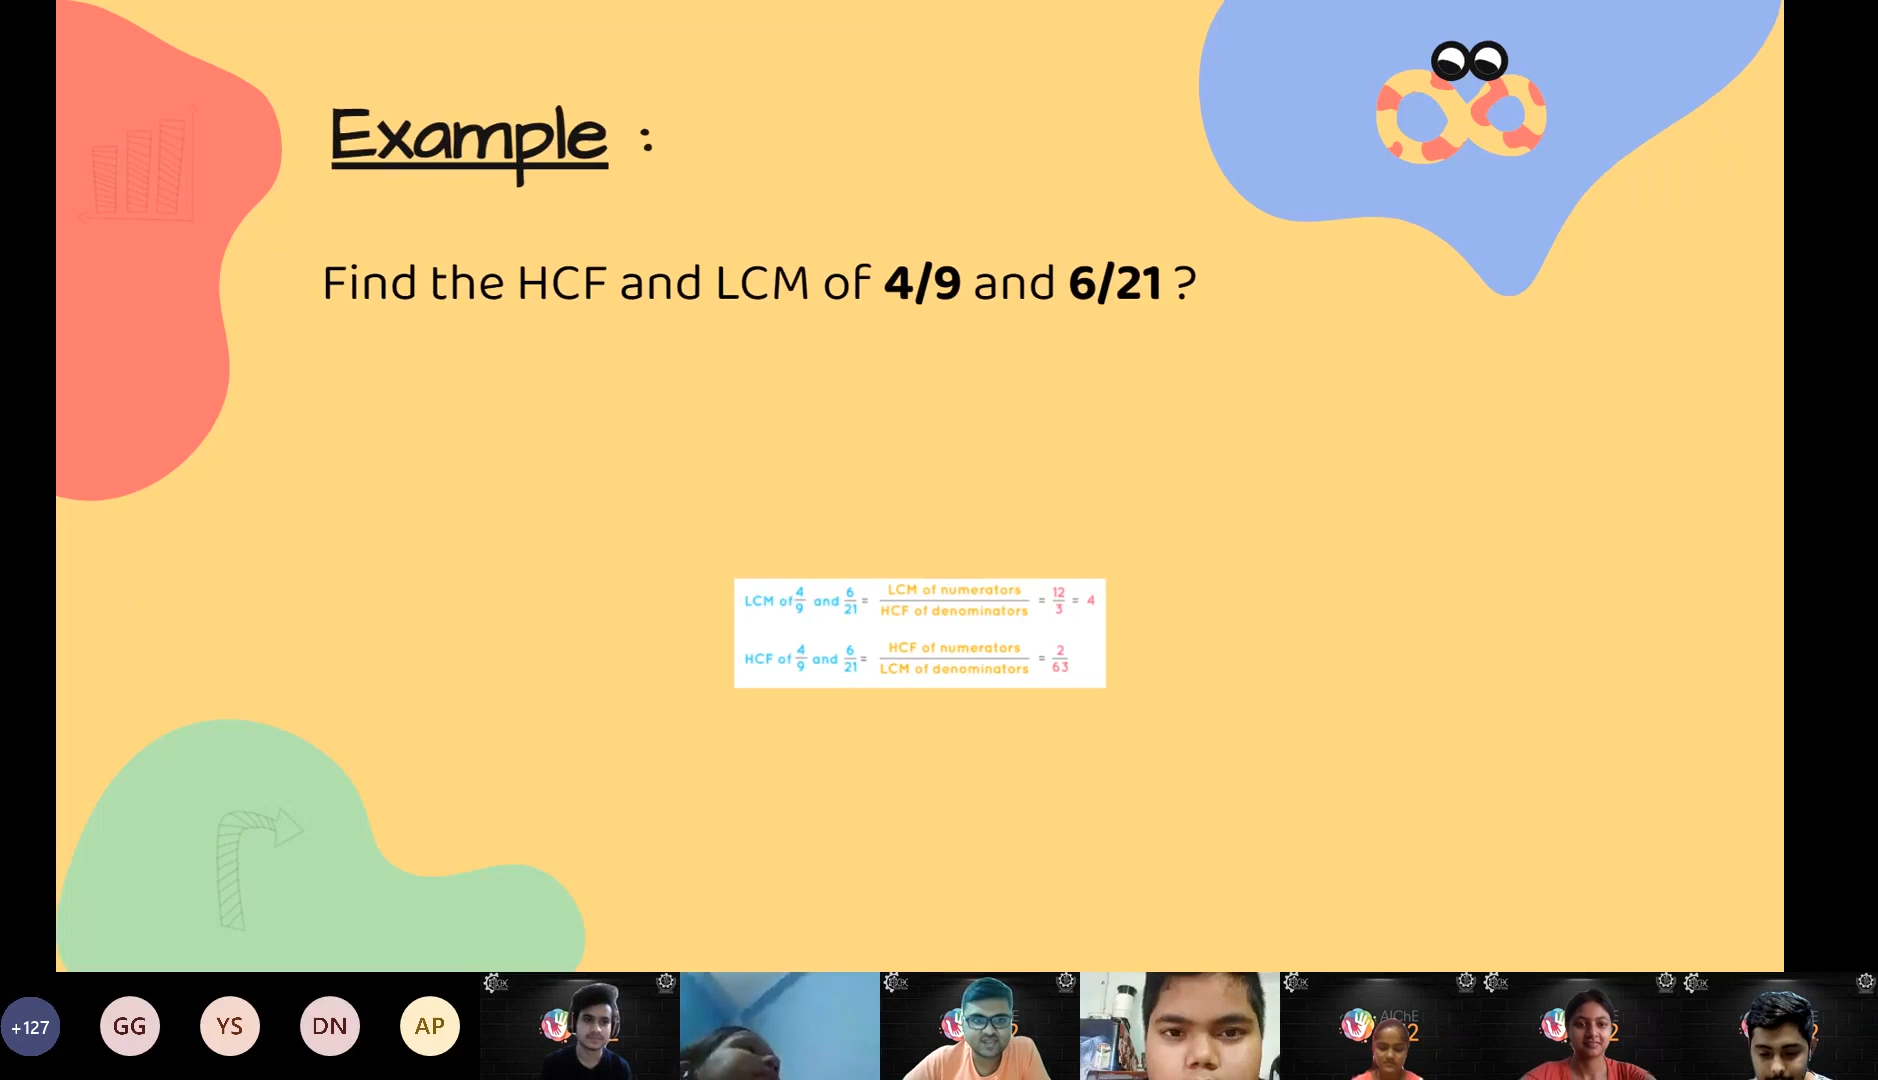 Example :
Find the HCF and LCM of 4/9 and 6/21 ?
LCM of 4/9 and 6/21 = LCM of numerators / HCF of denominators = 12/3 = 4
HCF of 4/9 and 6/21 = HCF of numerators / LCM of denominators = 2/63
+127
GG
YS
DN
AP
AIChE